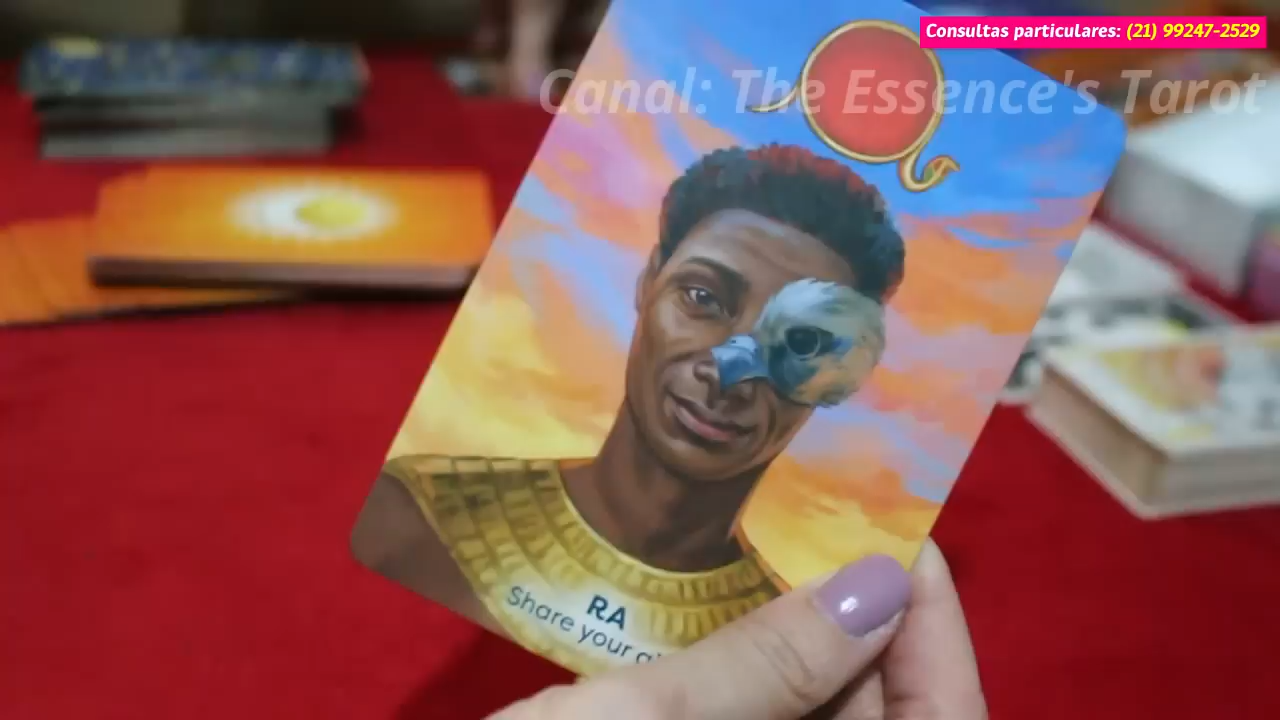 Consultas particulares: (21) 99247-2529
Canal: The Essence's Tarot
RA
Share your